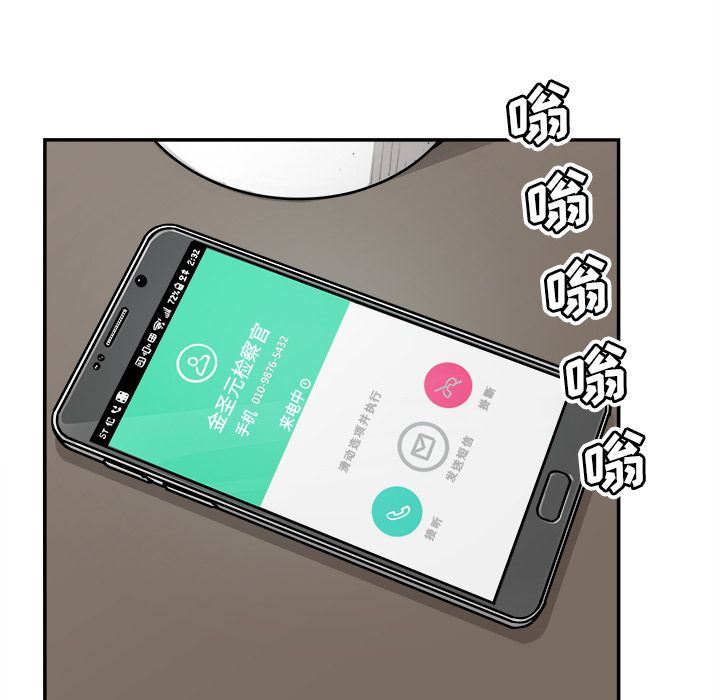 嗡
嗡
嗡
嗡
嗡
ST
72% 2:32
金圣元检察官
手机 010-9876-5432
来电中
滑动选项并执行
挂断
发送短信
接听